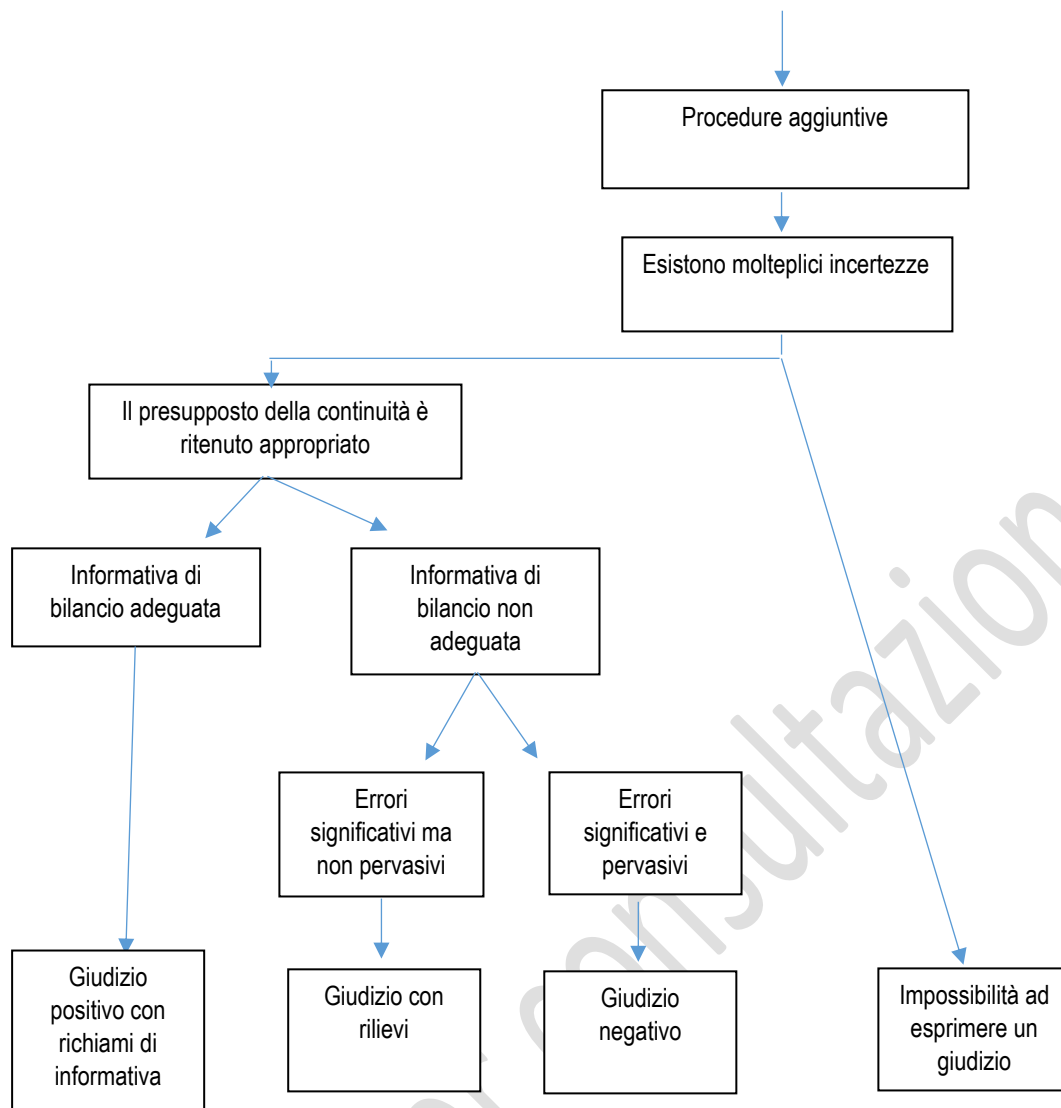 Procedure aggiuntive
Esistono molteplici incertezze
Il presupposto della continuità è
ritenuto appropriato
Informativa di
bilancio adeguata
Informativa di
bilancio non
adeguata
Errori
significativi ma
non pervasivi
Errori
significativi e
pervasivi
Giudizio
positivo con
richiami di
informativa
Giudizio con
rilievi
Giudizio
negativo
Impossibilità ad
esprimere un
giudizio
consultazion